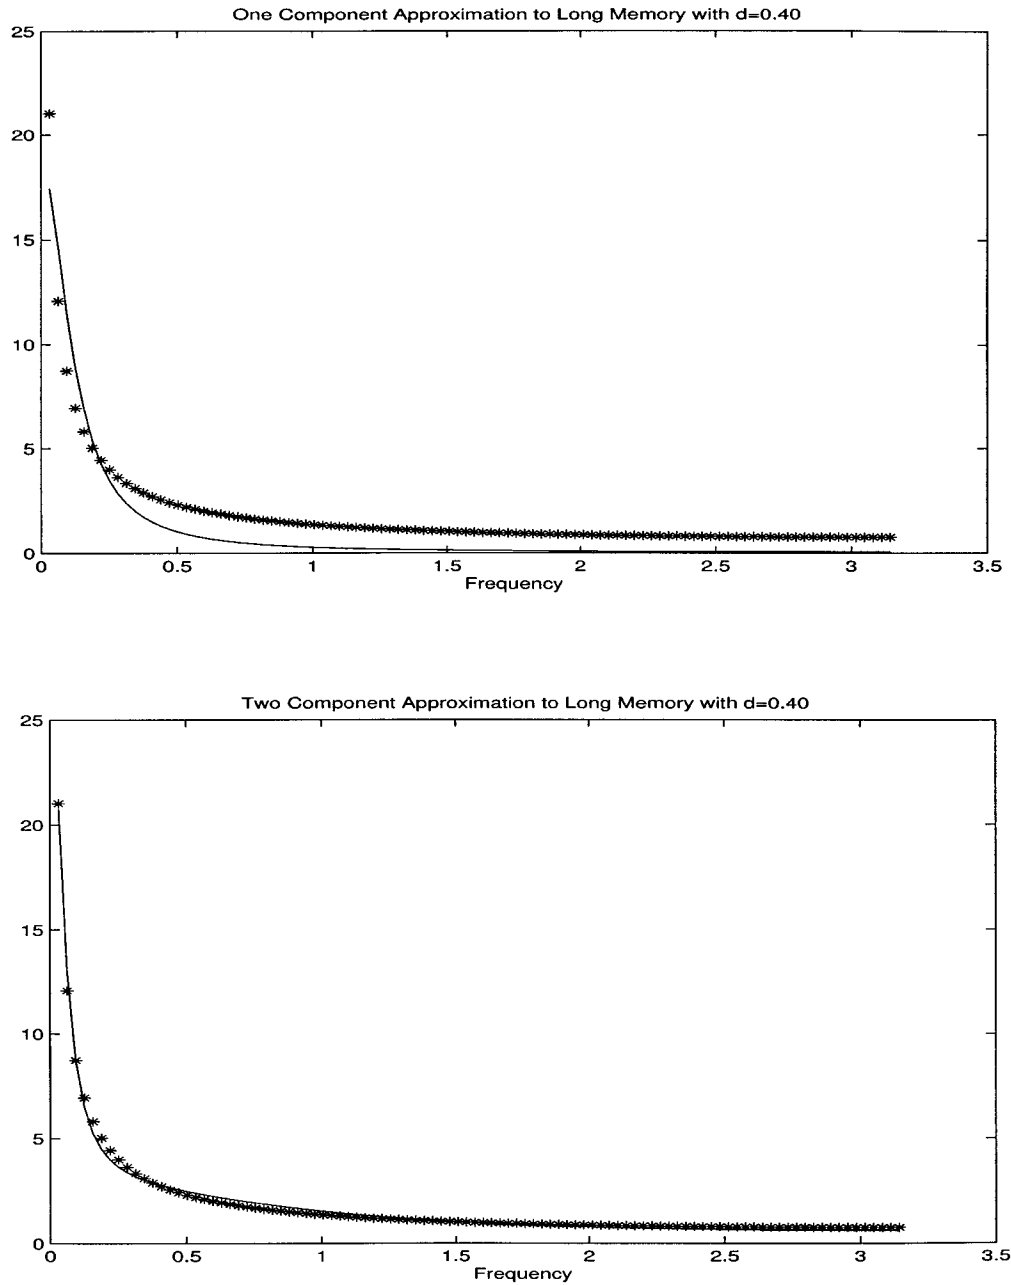 One Component Approximation to Long Memory with d=0.40
25
20
15
10
5
0
0 0.5 1 1.5 2 2.5 3 3.5
Frequency
Two Component Approximation to Long Memory with d=0.40
25
20
15
10
5
0
0 0.5 1 1.5 2 2.5 3 3.5
Frequency